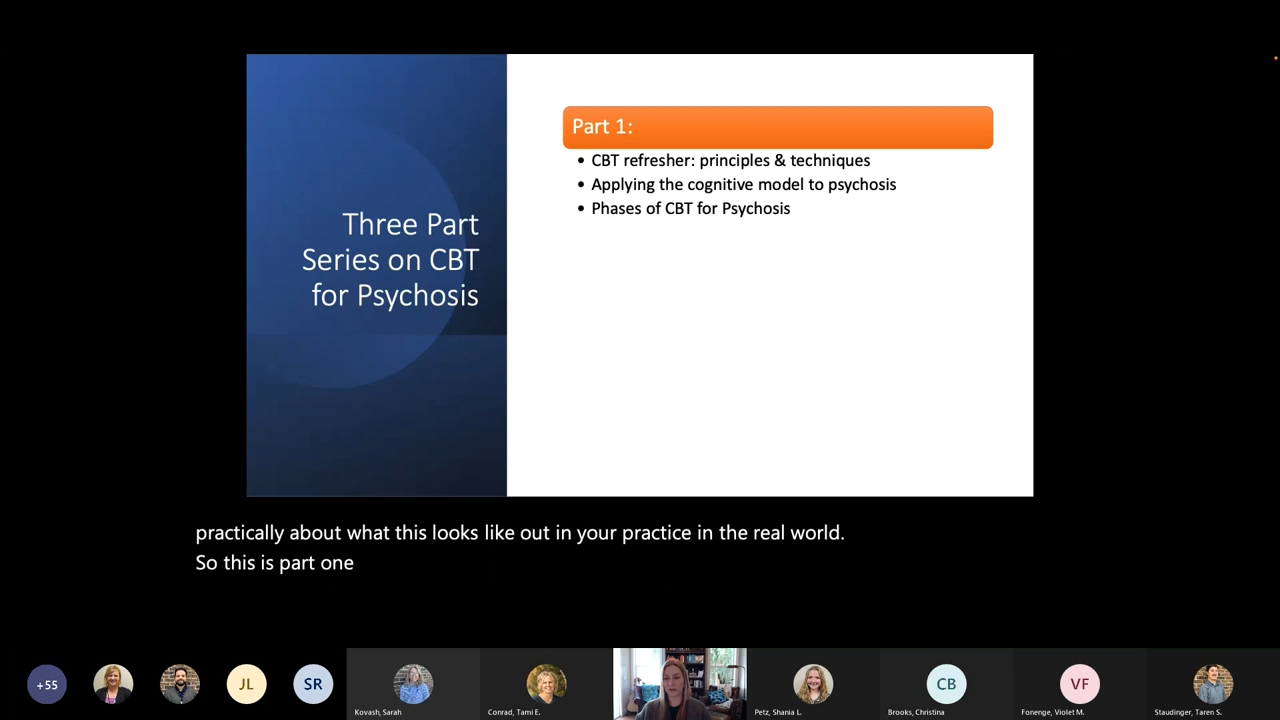 Three Part
Series on CBT
for Psychosis
Part 1:
• CBT refresher: principles & techniques
• Applying the cognitive model to psychosis
• Phases of CBT for Psychosis
practically about what this looks like out in your practice in the real world.
So this is part one
+55
JL
SR
Kovash, Sarah
Conrad, Tami E.
Petz, Shania L.
CB
Brooks, Christina
VF
Fonenge, Violet M.
Staudinger, Taren S.